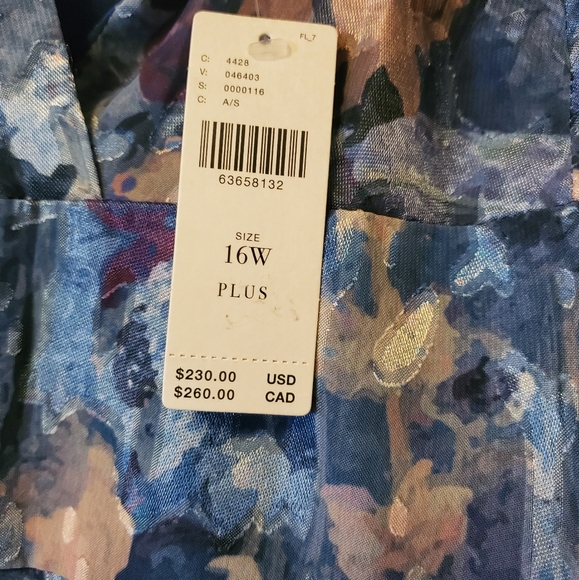 FL_7
C: 4428
V: 046403
S: 0000116
C: A/S
63658132
SIZE
16W
PLUS
$230.00 USD
$260.00 CAD